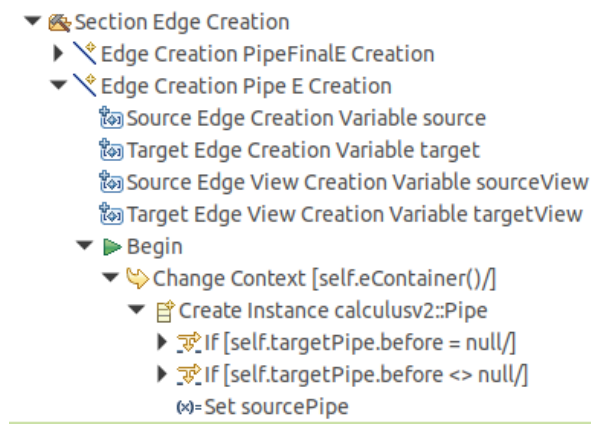 Section Edge Creation
Edge Creation PipeFinalE Creation
Edge Creation Pipe E Creation
Source Edge Creation Variable source
Target Edge Creation Variable target
Source Edge View Creation Variable sourceView
Target Edge View Creation Variable targetView
Begin
Change Context [self.eContainer()/]
Create Instance calculusv2::Pipe
If [self.targetPipe.before = null/]
If [self.targetPipe.before <> null/]
(x)= Set sourcePipe